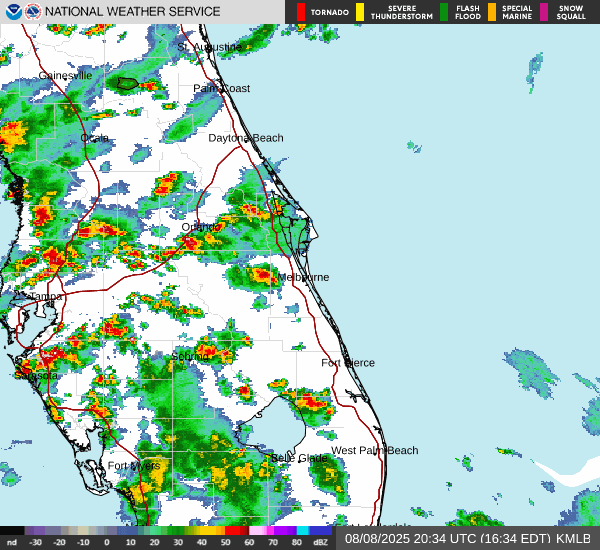 NATIONAL WEATHER SERVICE
TORNADO
SEVERE THUNDERSTORM
FLASH FLOOD
SPECIAL MARINE
SNOW SQUALL
St. Augustine
Gainesville
Palm Coast
Ocala
Daytona Beach
Orlando
Melbourne
Tampa
Sebring
Fort Pierce
Sarasota
West Palm Beach
Belle Glade
Fort Myers
nd -30 -20 -10 0 10 20 30 40 50 60 70 80 dBZ
08/08/2025 20:34 UTC (16:34 EDT) KMLB